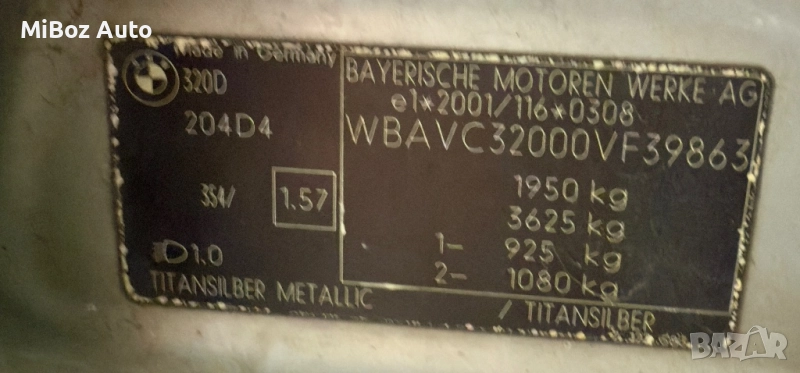 MiBoz Auto
Made in Germany
320D
204D4
354/
1.57
1.0
TITANSILBER METALLIC
BAYERISCHE MOTOREN WERKE AG
e1*2001/116*0308
WBAVC32000VF39863
1950 kg
3625 kg
1- 925 kg
2- 1080 kg
/ TITANSILBER
BAZAR